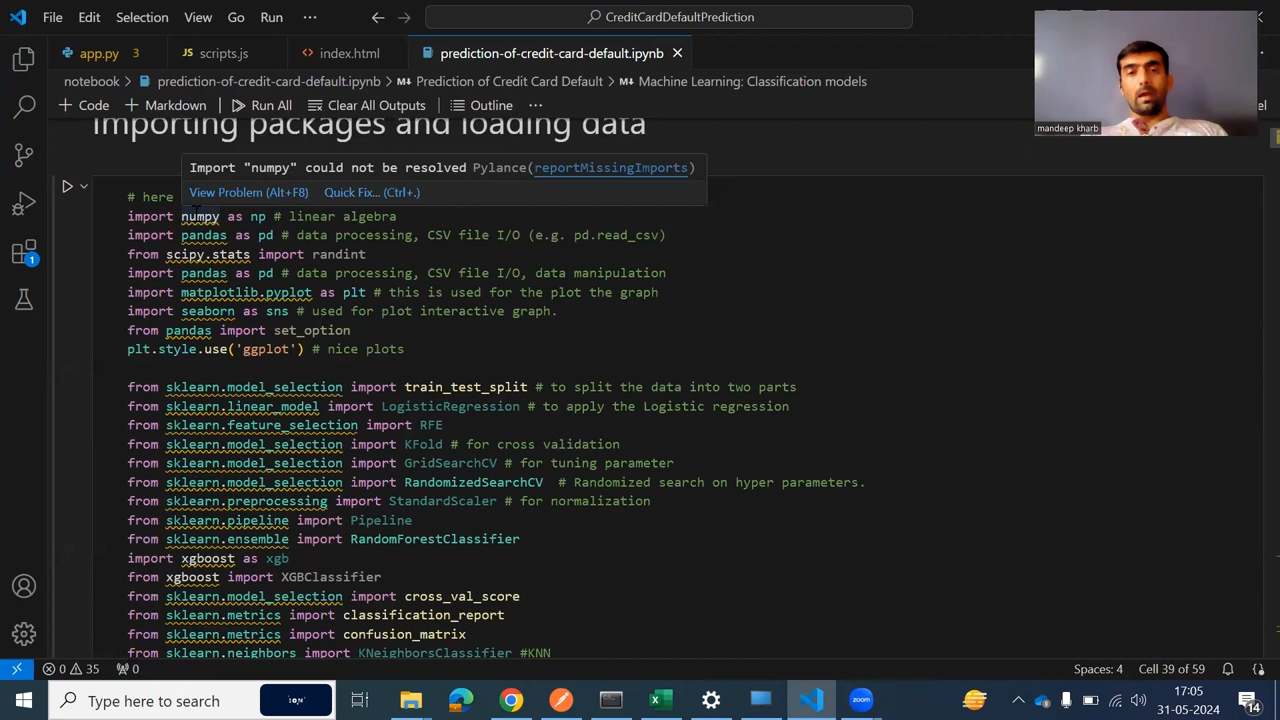 File Edit Selection View Go Run ··· CreditCardDefaultPrediction
app.py 3 JS scripts.js <> index.html prediction-of-credit-card-default.ipynb
notebook > prediction-of-credit-card-default.ipynb > M↓ Prediction of Credit Card Default > M↓ Machine Learning: Classification models
+ Code + Markdown Run All Clear All Outputs Outline ···
mandeep kharb
Importing packages and loading data
Import "numpy" could not be resolved Pylance(reportMissingImports)
View Problem (Alt+F8) Quick Fix... (Ctrl+.)
# here
import numpy as np # linear algebra
import pandas as pd # data processing, CSV file I/O (e.g. pd.read_csv)
from scipy.stats import randint
import pandas as pd # data processing, CSV file I/O, data manipulation
import matplotlib.pyplot as plt # this is used for the plot the graph
import seaborn as sns # used for plot interactive graph.
from pandas import set_option
plt.style.use('ggplot') # nice plots
from sklearn.model_selection import train_test_split # to split the data into two parts
from sklearn.linear_model import LogisticRegression # to apply the Logistic regression
from sklearn.feature_selection import RFE
from sklearn.model_selection import KFold # for cross validation
from sklearn.model_selection import GridSearchCV # for tuning parameter
from sklearn.model_selection import RandomizedSearchCV # Randomized search on hyper parameters.
from sklearn.preprocessing import StandardScaler # for normalization
from sklearn.pipeline import Pipeline
from sklearn.ensemble import RandomForestClassifier
import xgboost as xgb
from xgboost import XGBClassifier
from sklearn.model_selection import cross_val_score
from sklearn.metrics import classification_report
from sklearn.metrics import confusion_matrix
from sklearn.neighbors import KNeighborsClassifier #KNN
1
0 35 0 Spaces: 4 Cell 39 of 59
Type here to search
zoom
17:05
31-05-2024
14